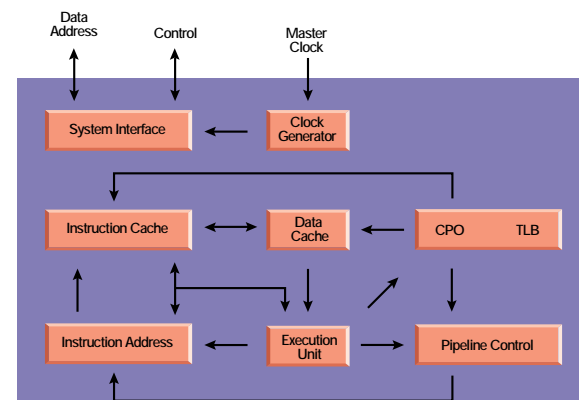 Data
Address
Control
Master
Clock
System Interface
Clock
Generator
Instruction Cache
Data
Cache
CPO TLB
Instruction Address
Execution
Unit
Pipeline Control